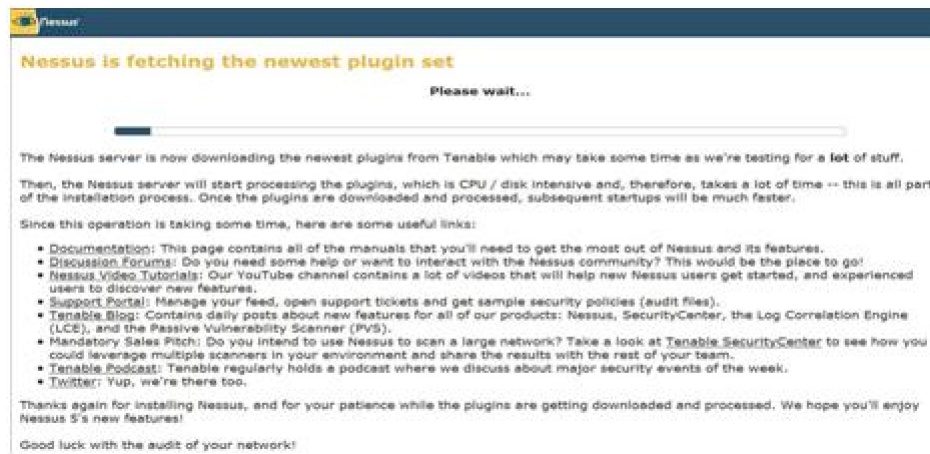 Nessus
Nessus is fetching the newest plugin set
Please wait...
The Nessus server is now downloading the newest plugins from Tenable which may take some time as we're testing for a lot of stuff.
Then, the Nessus server will start processing the plugins, which is CPU / disk intensive and, therefore, takes a lot of time -- this is all part
of the installation process. Once the plugins are downloaded and processed, subsequent startups will be much faster.
Since this operation is taking some time, here are some useful links:
• Documentation: This page contains all of the manuals that you'll need to get the most out of Nessus and its features.
• Discussion Forums: Do you need some help or want to interact with the Nessus community? This would be the place to go!
• Nessus Video Tutorials: Our YouTube channel contains a lot of videos that will help new Nessus users get started, and experienced
users to discover new features.
• Support Portal: Manage your feed, open support tickets and get sample security policies (audit files).
• Tenable Blog: Contains daily posts about new features for all of our products: Nessus, SecurityCenter, the Log Correlation Engine
(LCE), and the Passive Vulnerability Scanner (PVS).
• Mandatory Sales Pitch: Do you intend to use Nessus to scan a large network? Take a look at Tenable SecurityCenter to see how you
could leverage multiple scanners in your environment and share the results with the rest of your team.
• Tenable Podcast: Tenable regularly holds a podcast where we discuss about major security events of the week.
• Twitter: Yup, we're there too.
Thanks again for installing Nessus, and for your patience while the plugins are getting downloaded and processed. We hope you'll enjoy
Nessus 5's new features!
Good luck with the audit of your network!